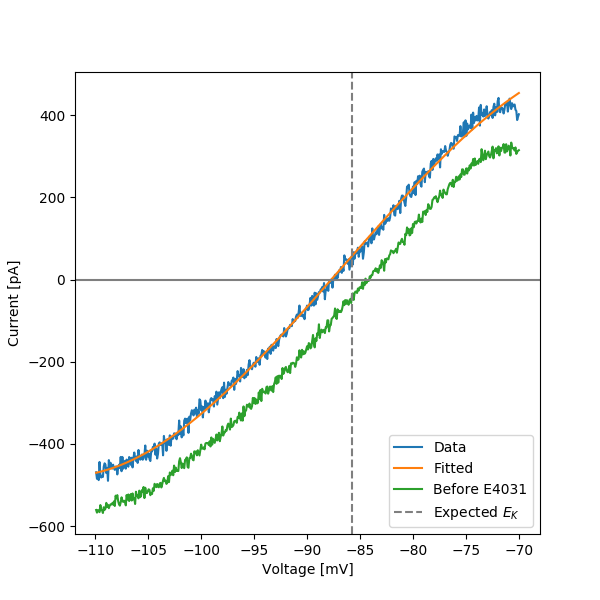 400
200
0
−200
−400
−600
Current [pA]
Data
Fitted
Before E4031
Expected E_K
−110 −105 −100 −95 −90 −85 −80 −75 −70
Voltage [mV]